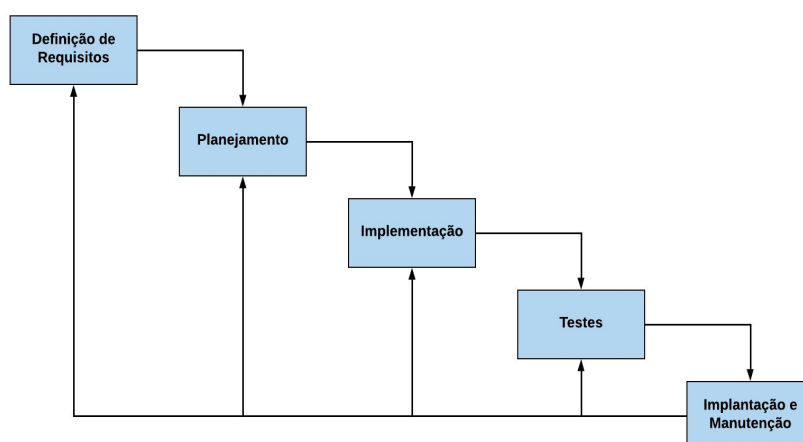 Definição de
Requisitos
Planejamento
Implementação
Testes
Implantação e
Manutenção